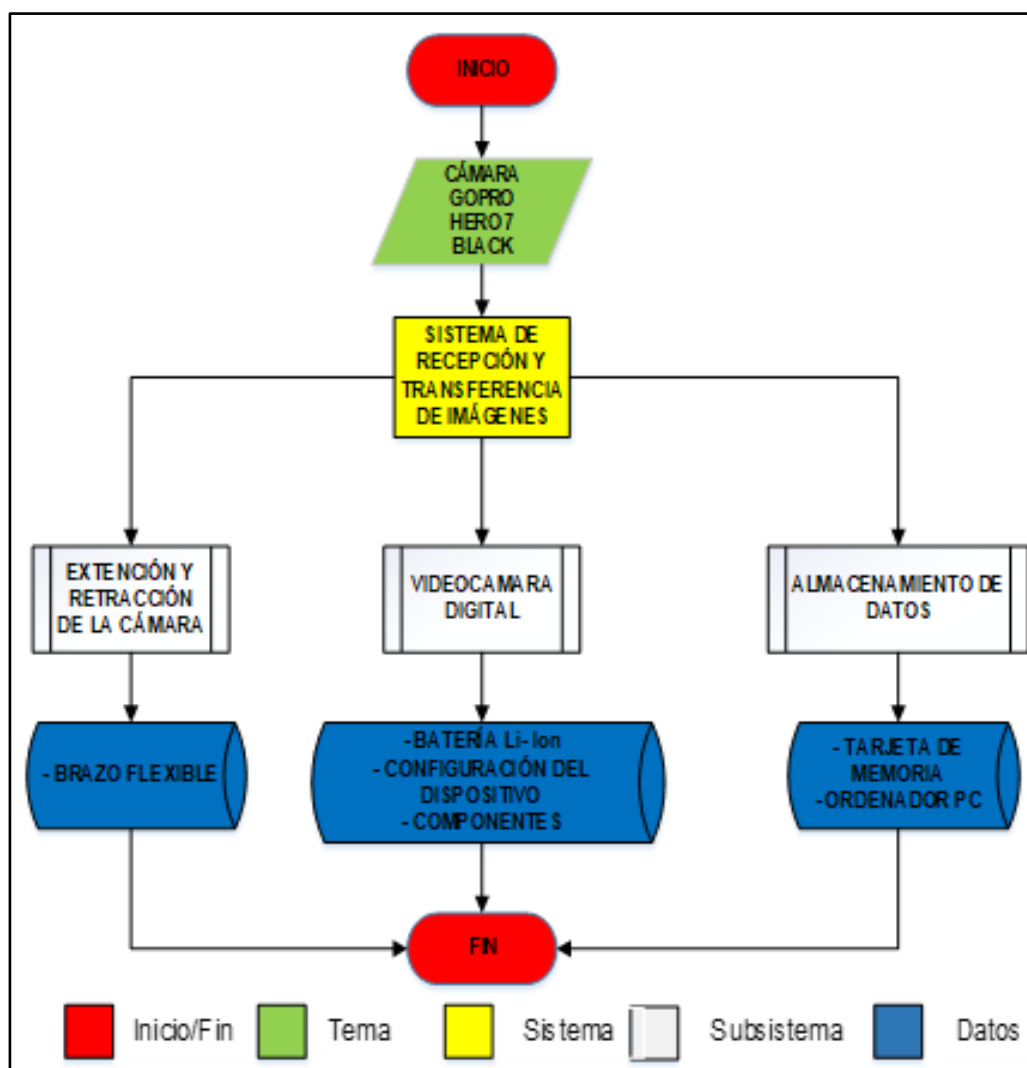 INICIO
CÁMARA
GOPRO
HERO7
BLACK
SISTEMA DE
RECEPCIÓN Y
TRANSFERENCIA
DE IMÁGENES
EXTENCIÓN Y
RETRACCIÓN
DE LA CÁMARA
VIDEOCAMARA
DIGITAL
ALMACENAMIENTO DE
DATOS
- BRAZO FLEXIBLE
- BATERÍA Li-Ion
- CONFIGURACIÓN DEL
DISPOSITIVO
- COMPONENTES
- TARJETA DE
MEMORIA
-ORDENADOR PC
FIN
Inicio/Fin
Tema
Sistema
Subsistema
Datos